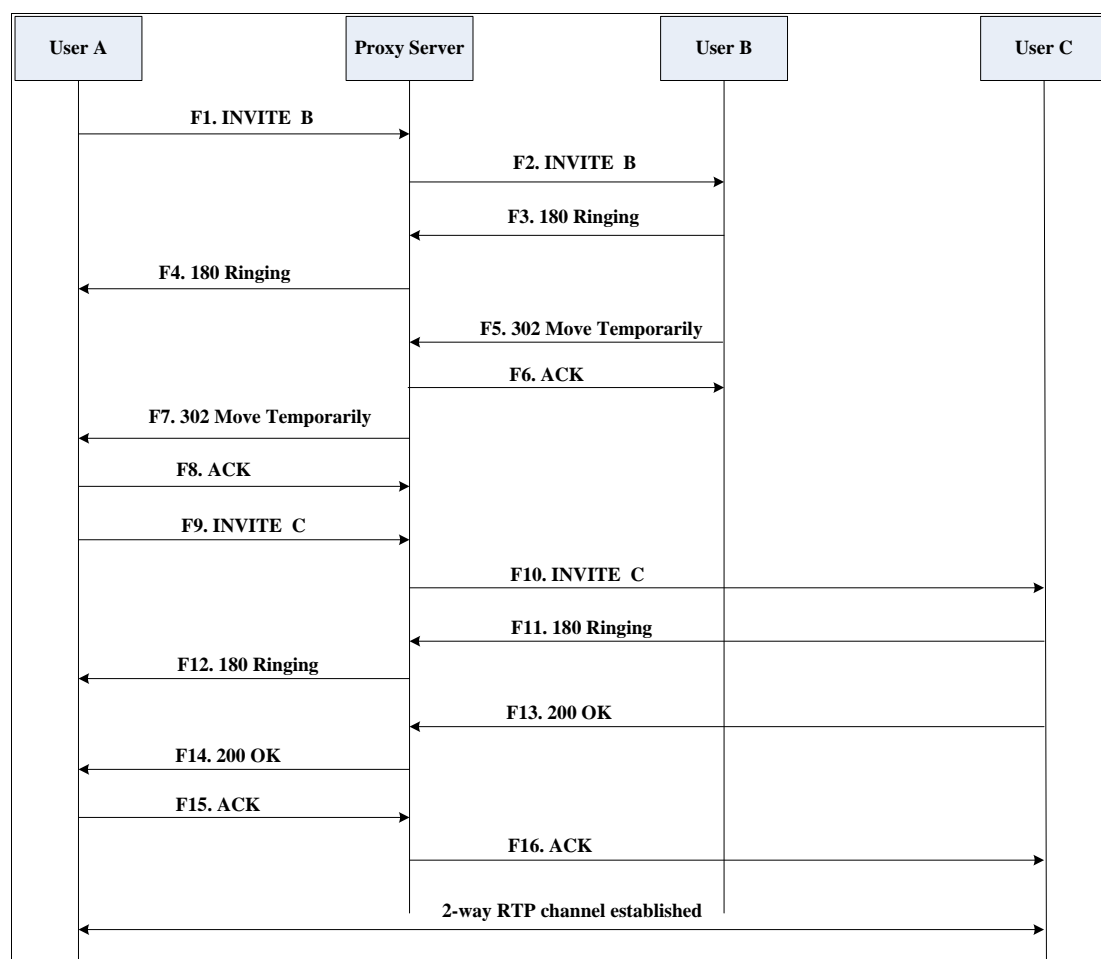 User A
Proxy Server
User B
User C
F1. INVITE B
F2. INVITE B
F3. 180 Ringing
F4. 180 Ringing
F5. 302 Move Temporarily
F6. ACK
F7. 302 Move Temporarily
F8. ACK
F9. INVITE C
F10. INVITE C
F11. 180 Ringing
F12. 180 Ringing
F13. 200 OK
F14. 200 OK
F15. ACK
F16. ACK
2-way RTP channel established